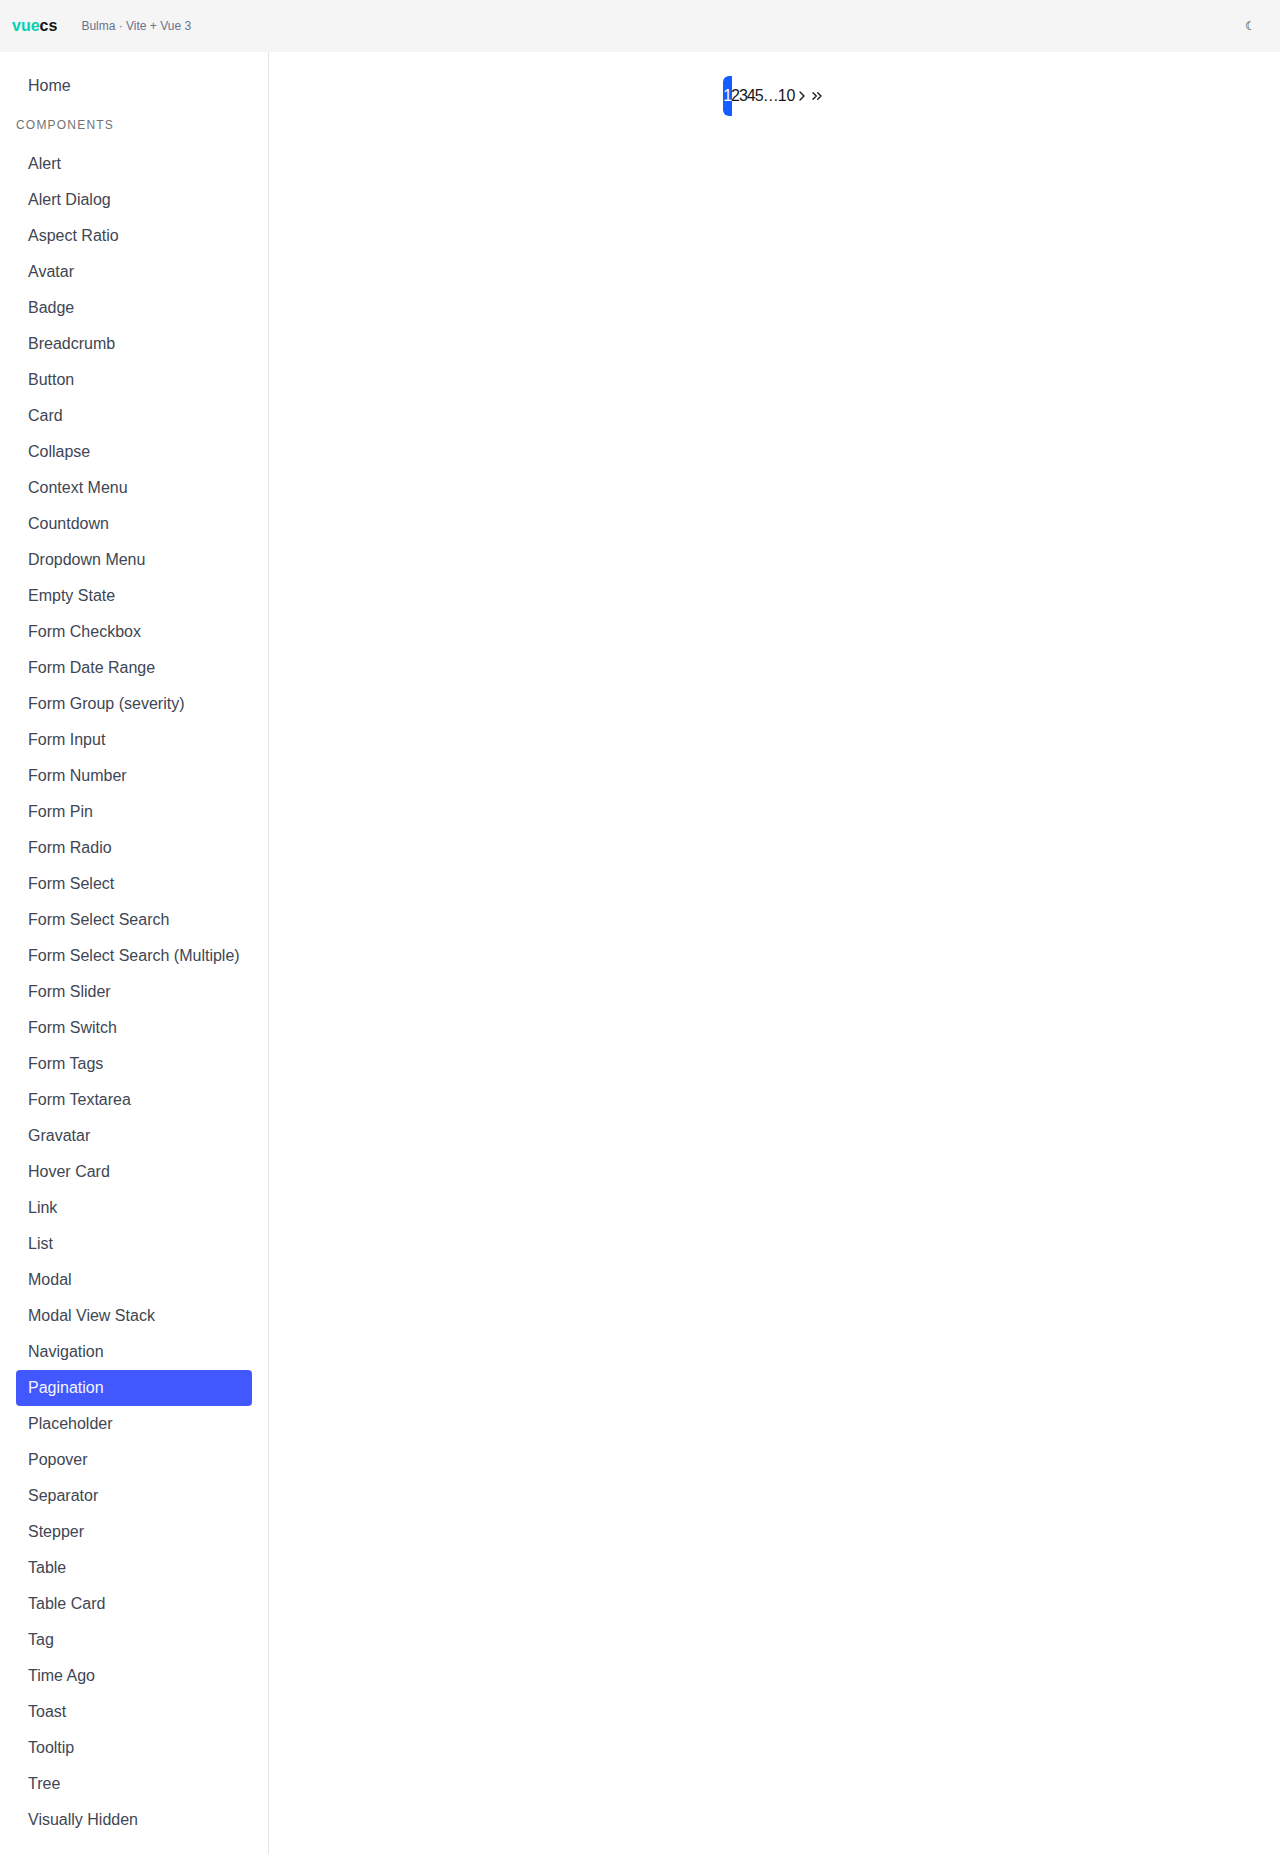 vuecs
Bulma · Vite + Vue 3
Home
COMPONENTS
Alert
Alert Dialog
Aspect Ratio
Avatar
Badge
Breadcrumb
Button
Card
Collapse
Context Menu
Countdown
Dropdown Menu
Empty State
Form Checkbox
Form Date Range
Form Group (severity)
Form Input
Form Number
Form Pin
Form Radio
Form Select
Form Select Search
Form Select Search (Multiple)
Form Slider
Form Switch
Form Tags
Form Textarea
Gravatar
Hover Card
Link
List
Modal
Modal View Stack
Navigation
Pagination
Placeholder
Popover
Separator
Stepper
Table
Table Card
Tag
Time Ago
Toast
Tooltip
Tree
Visually Hidden
12345…10